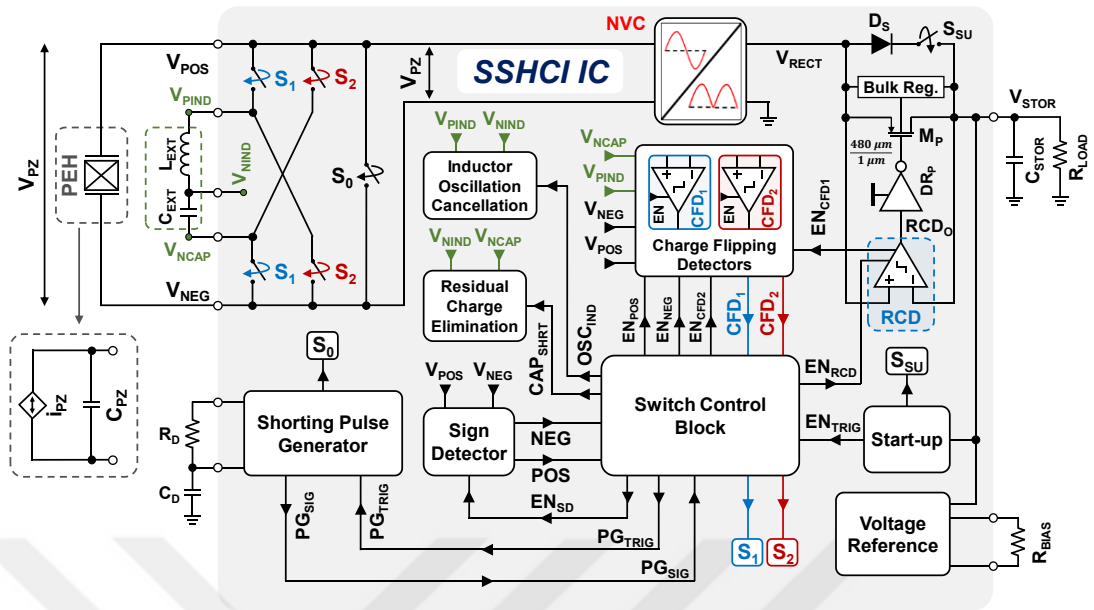 NVC
D_S
S_SU
V_POS
V_PZ
SSHCI IC
V_RECT
S_1
S_2
Bulk Reg.
V_STOR
V_PIND
V_PIND
V_NIND
V_NCAP
M_P
480 μm
1 μm
L_EXT
V_NIND
S_0
Inductor
Oscillation
Cancellation
V_PIND
CFD_1
CFD_2
EN
EN
C_STOR
R_LOAD
V_PZ
PEH
DR_P
C_EXT
V_NEG
EN_CFD1
V_NCAP
V_NIND
V_NCAP
V_POS
Charge Flipping
Detectors
RCD_O
S_1
S_2
Residual
Charge
Elimination
RCD
V_NEG
EN_POS
EN_NEG
EN_CFD2
CFD_1
CFD_2
OSC_IND
CAP_SHRT
S_0
S_SU
i_PZ
C_PZ
V_POS
V_NEG
EN_RCD
R_D
Shorting Pulse
Generator
Sign
Detector
NEG
POS
Switch Control
Block
EN_TRIG
Start-up
C_D
PG_SIG
PG_TRIG
EN_SD
PG_TRIG
PG_SIG
S_1
S_2
Voltage
Reference
R_BIAS